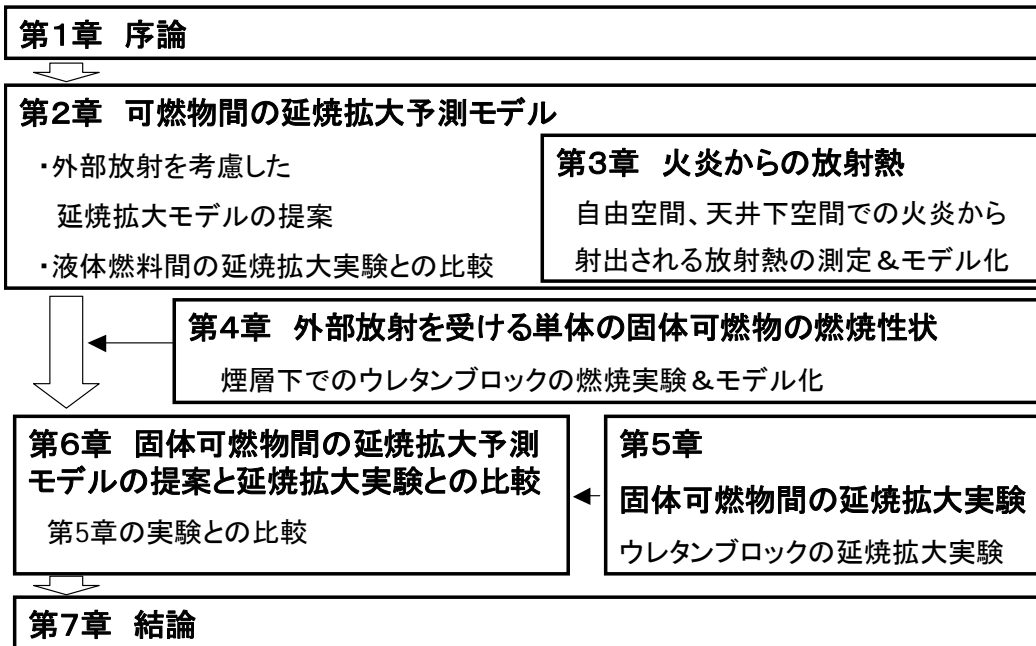 第1章 序論
第2章 可燃物間の延焼拡大予測モデル
・外部放射を考慮した
延焼拡大モデルの提案
・液体燃料間の延焼拡大実験との比較
第3章 火炎からの放射熱
自由空間、天井下空間での火炎から
射出される放射熱の測定＆モデル化
第4章 外部放射を受ける単体の固体可燃物の燃焼性状
煙層下でのウレタンブロックの燃焼実験＆モデル化
第6章 固体可燃物間の延焼拡大予測
モデルの提案と延焼拡大実験との比較
第5章の実験との比較
第5章
固体可燃物間の延焼拡大実験
ウレタンブロックの延焼拡大実験
第7章 結論